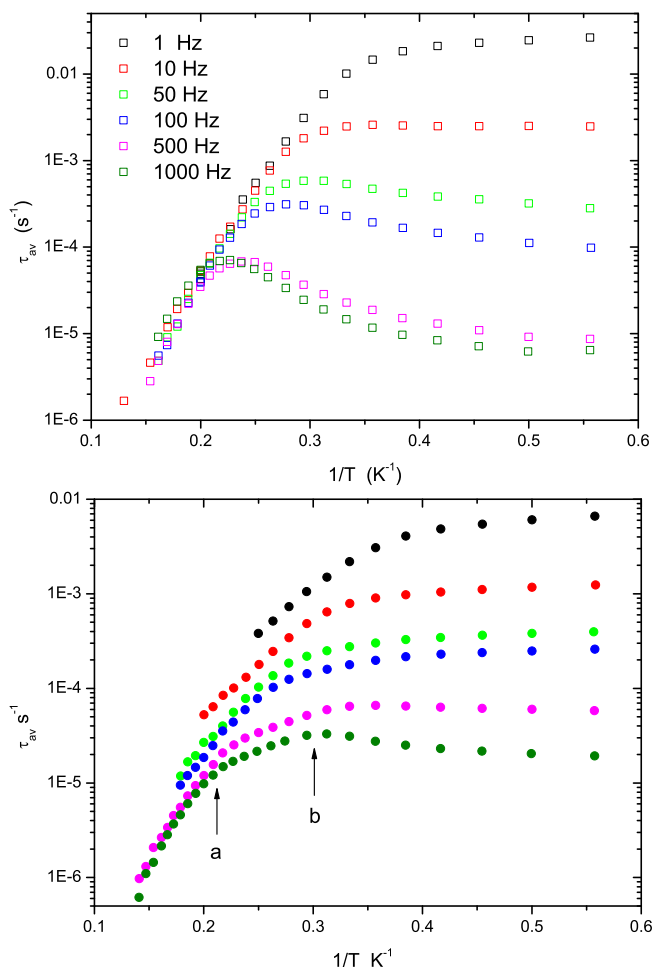 0.01
1E-3
1E-4
1E-5
1E-6
τav (s-1)
1 Hz
10 Hz
50 Hz
100 Hz
500 Hz
1000 Hz
0.1 0.2 0.3 0.4 0.5 0.6
1/T (K-1)
0.01
1E-3
1E-4
1E-5
1E-6
τav s-1
a
b
0.1 0.2 0.3 0.4 0.5 0.6
1/T K-1